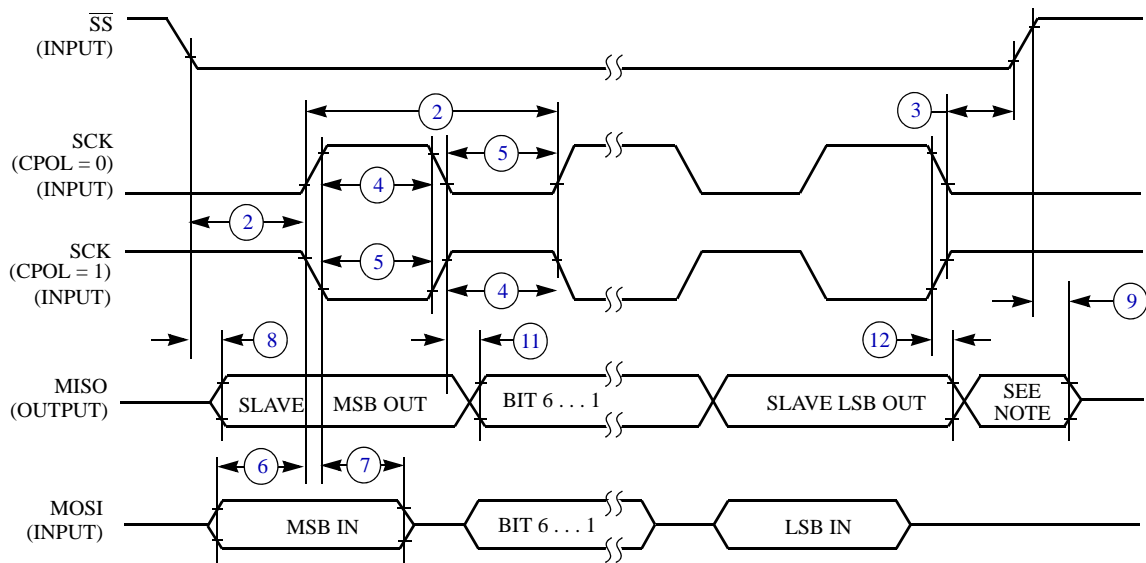 SS
(INPUT)
2
3
SCK
(CPOL = 0)
(INPUT)
5
4
2
SCK
(CPOL = 1)
(INPUT)
5
4
9
8
11
12
MISO
(OUTPUT)
SLAVE MSB OUT
BIT 6 . . . 1
SLAVE LSB OUT
SEE
NOTE
6
7
MOSI
(INPUT)
MSB IN
BIT 6 . . . 1
LSB IN